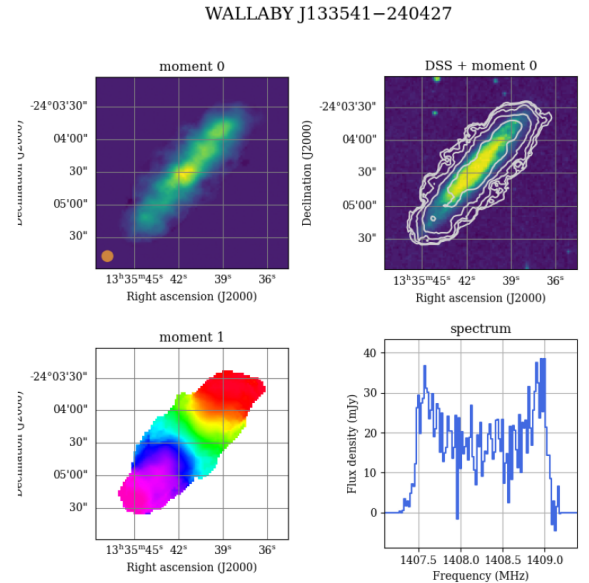 WALLABY J133541−240427
moment 0
DSS + moment 0
-24°03'30"
04'00"
30"
05'00"
30"
13ʰ35ᵐ45ˢ 42ˢ 39ˢ 36ˢ
Right ascension (J2000)
-24°03'30"
04'00"
30"
05'00"
30"
Declination (J2000)
13ʰ35ᵐ45ˢ 42ˢ 39ˢ 36ˢ
Right ascension (J2000)
moment 1
spectrum
-24°03'30"
04'00"
30"
05'00"
30"
13ʰ35ᵐ45ˢ 42ˢ 39ˢ 36ˢ
Right ascension (J2000)
40
30
20
10
0
Flux density (mJy)
1407.5 1408.0 1408.5 1409.0
Frequency (MHz)